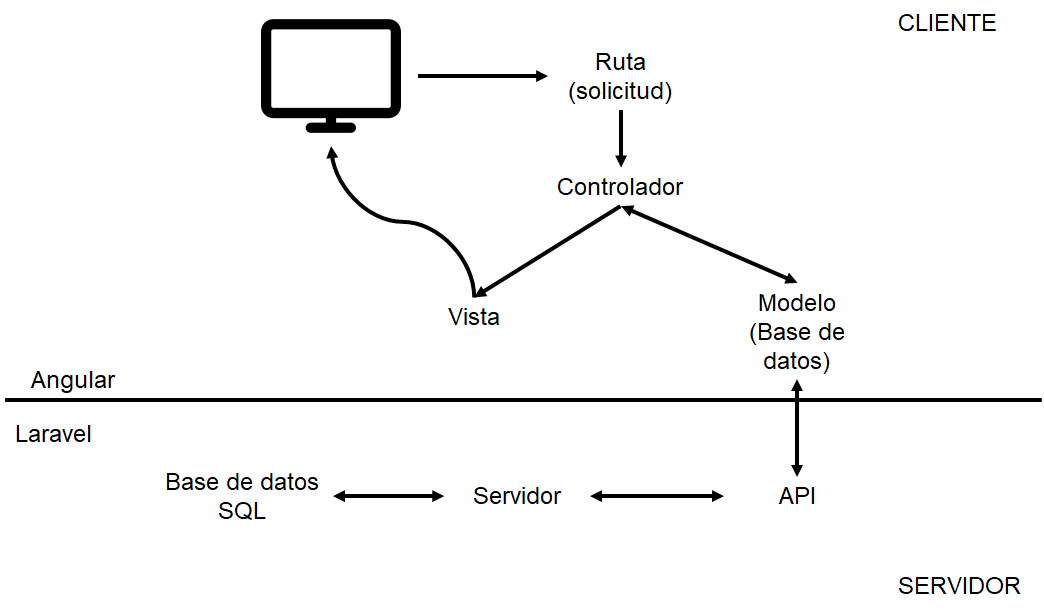 CLIENTE
Ruta
(solicitud)
Controlador
Vista
Modelo
(Base de
datos)
Angular
Laravel
Base de datos
SQL
Servidor
API
SERVIDOR